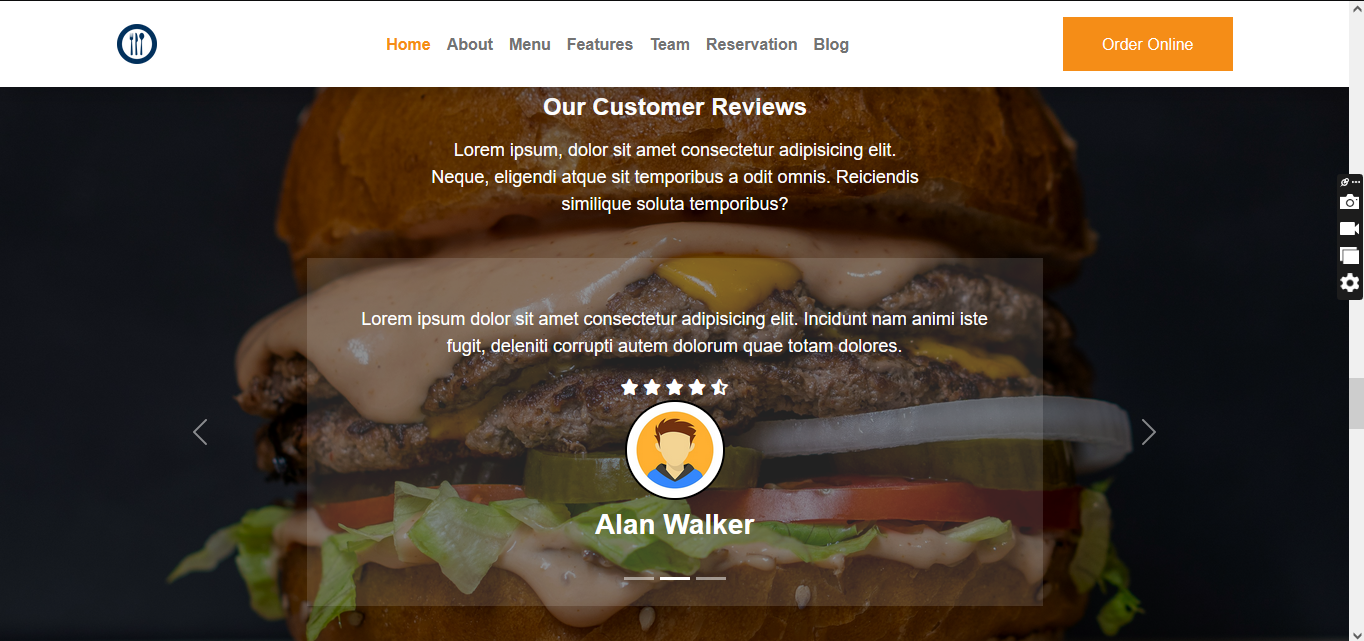 Home About Menu Features Team Reservation Blog Order Online
Our Customer Reviews
Lorem ipsum, dolor sit amet consectetur adipisicing elit.
Neque, eligendi atque sit temporibus a odit omnis. Reiciendis
similique soluta temporibus?
Lorem ipsum dolor sit amet consectetur adipisicing elit. Incidunt nam animi iste
fugit, deleniti corrupti autem dolorum quae totam dolores.
Alan Walker